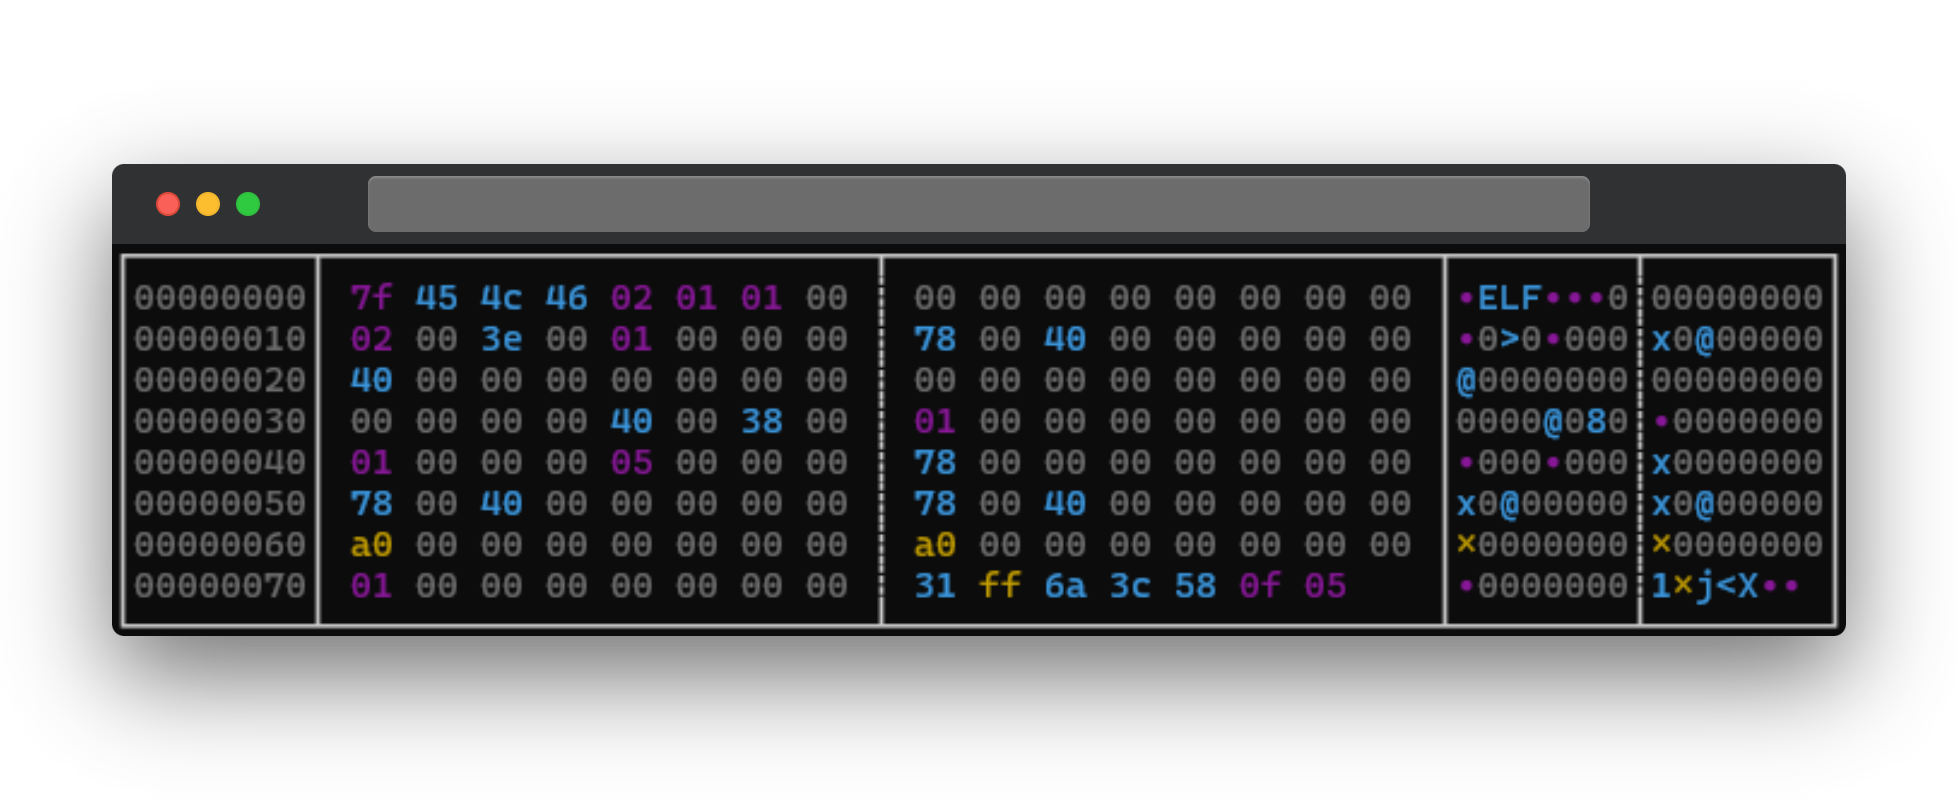 00000000 7f 45 4c 46 02 01 01 00 00 00 00 00 00 00 00 00 •ELF•••0 00000000
00000010 02 00 3e 00 01 00 00 00 78 00 40 00 00 00 00 00 •0>0•000 x0@00000
00000020 40 00 00 00 00 00 00 00 00 00 00 00 00 00 00 00 @0000000 00000000
00000030 00 00 00 00 40 00 38 00 01 00 00 00 00 00 00 00 0000@080 •0000000
00000040 01 00 00 00 05 00 00 00 78 00 00 00 00 00 00 00 •000•000 x0000000
00000050 78 00 40 00 00 00 00 00 78 00 40 00 00 00 00 00 x0@00000 x0@00000
00000060 a0 00 00 00 00 00 00 00 a0 00 00 00 00 00 00 00 ×0000000 ×0000000
00000070 01 00 00 00 00 00 00 00 31 ff 6a 3c 58 0f 05 •0000000 1×j<X••